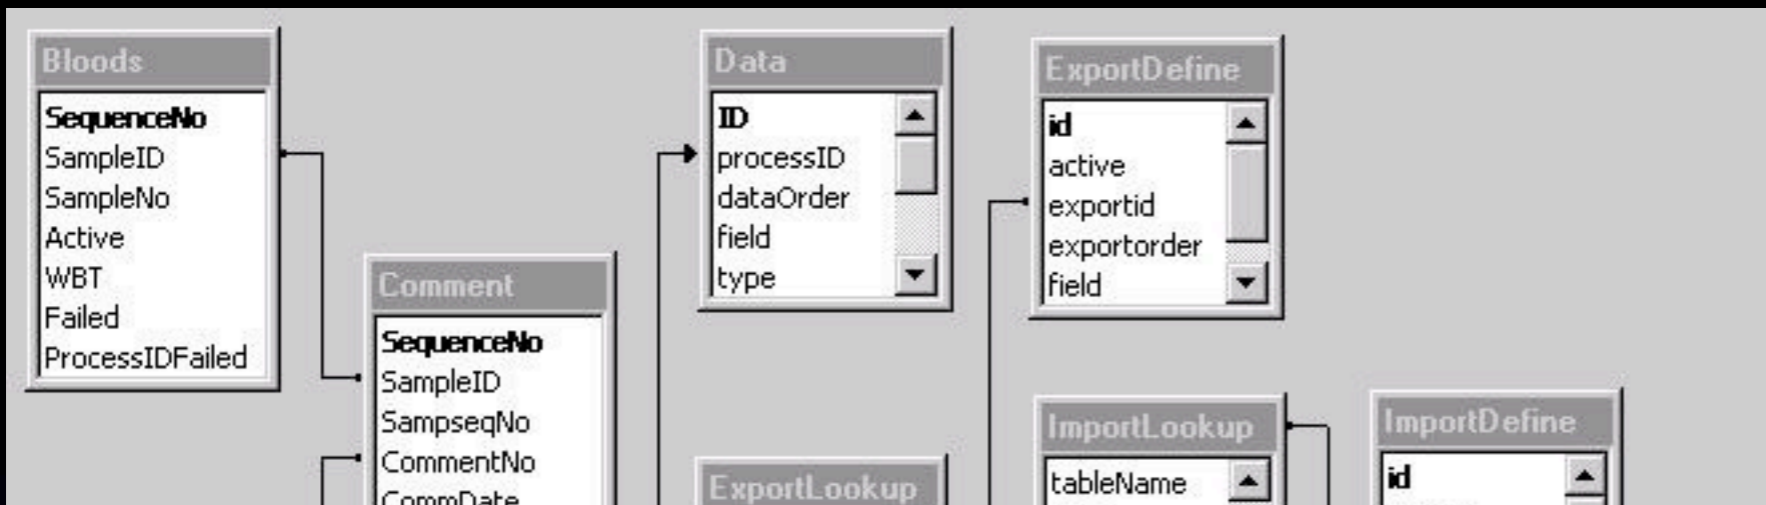 Bloods
SequenceNo
SampleID
SampleNo
Active
WBT
Failed
ProcessIDFailed
Comment
SequenceNo
SampleID
SampseqNo
CommentNo
CommDate
Data
ID
processID
dataOrder
field
type
ExportLookup
ExportDefine
id
active
exportid
exportorder
field
ImportLookup
tableName
ImportDefine
id